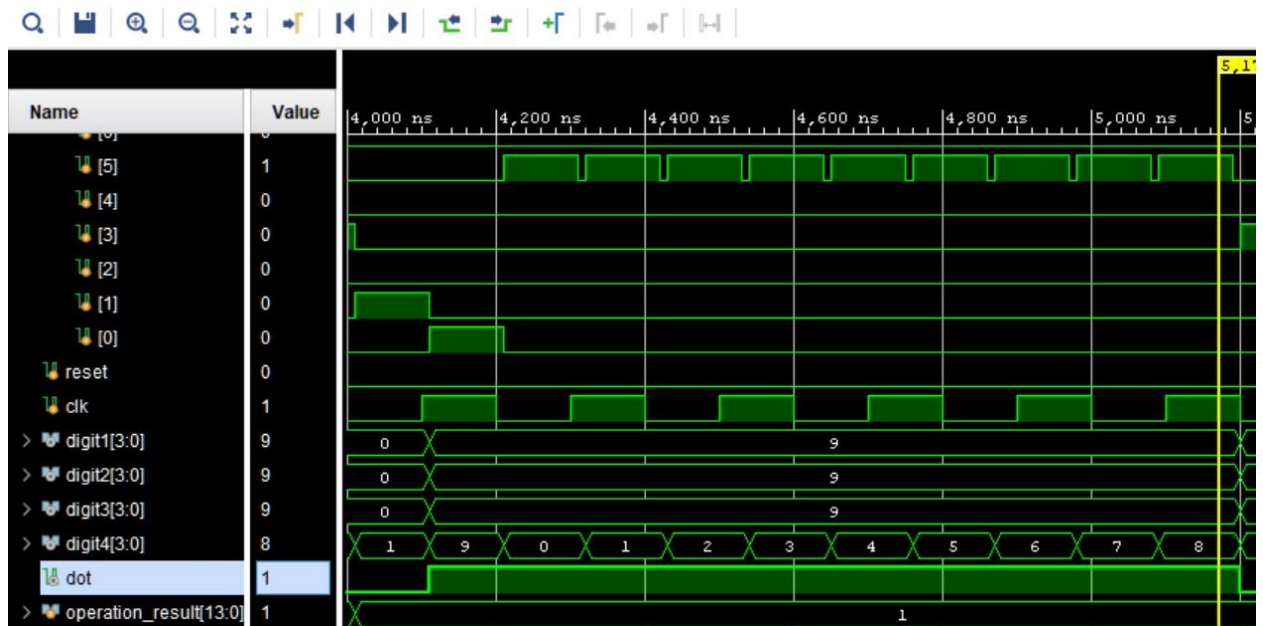 5,17
Name Value
4,000 ns 4,200 ns 4,400 ns 4,600 ns 4,800 ns 5,000 ns 5
[5] 1
[4] 0
[3] 0
[2] 0
[1] 0
[0] 0
reset 0
clk 1
> digit1[3:0] 9 0 9
> digit2[3:0] 9 0 9
> digit3[3:0] 9 0 9
> digit4[3:0] 8 1 9 0 1 2 3 4 5 6 7 8
dot 1
> operation_result[13:0] 1 1